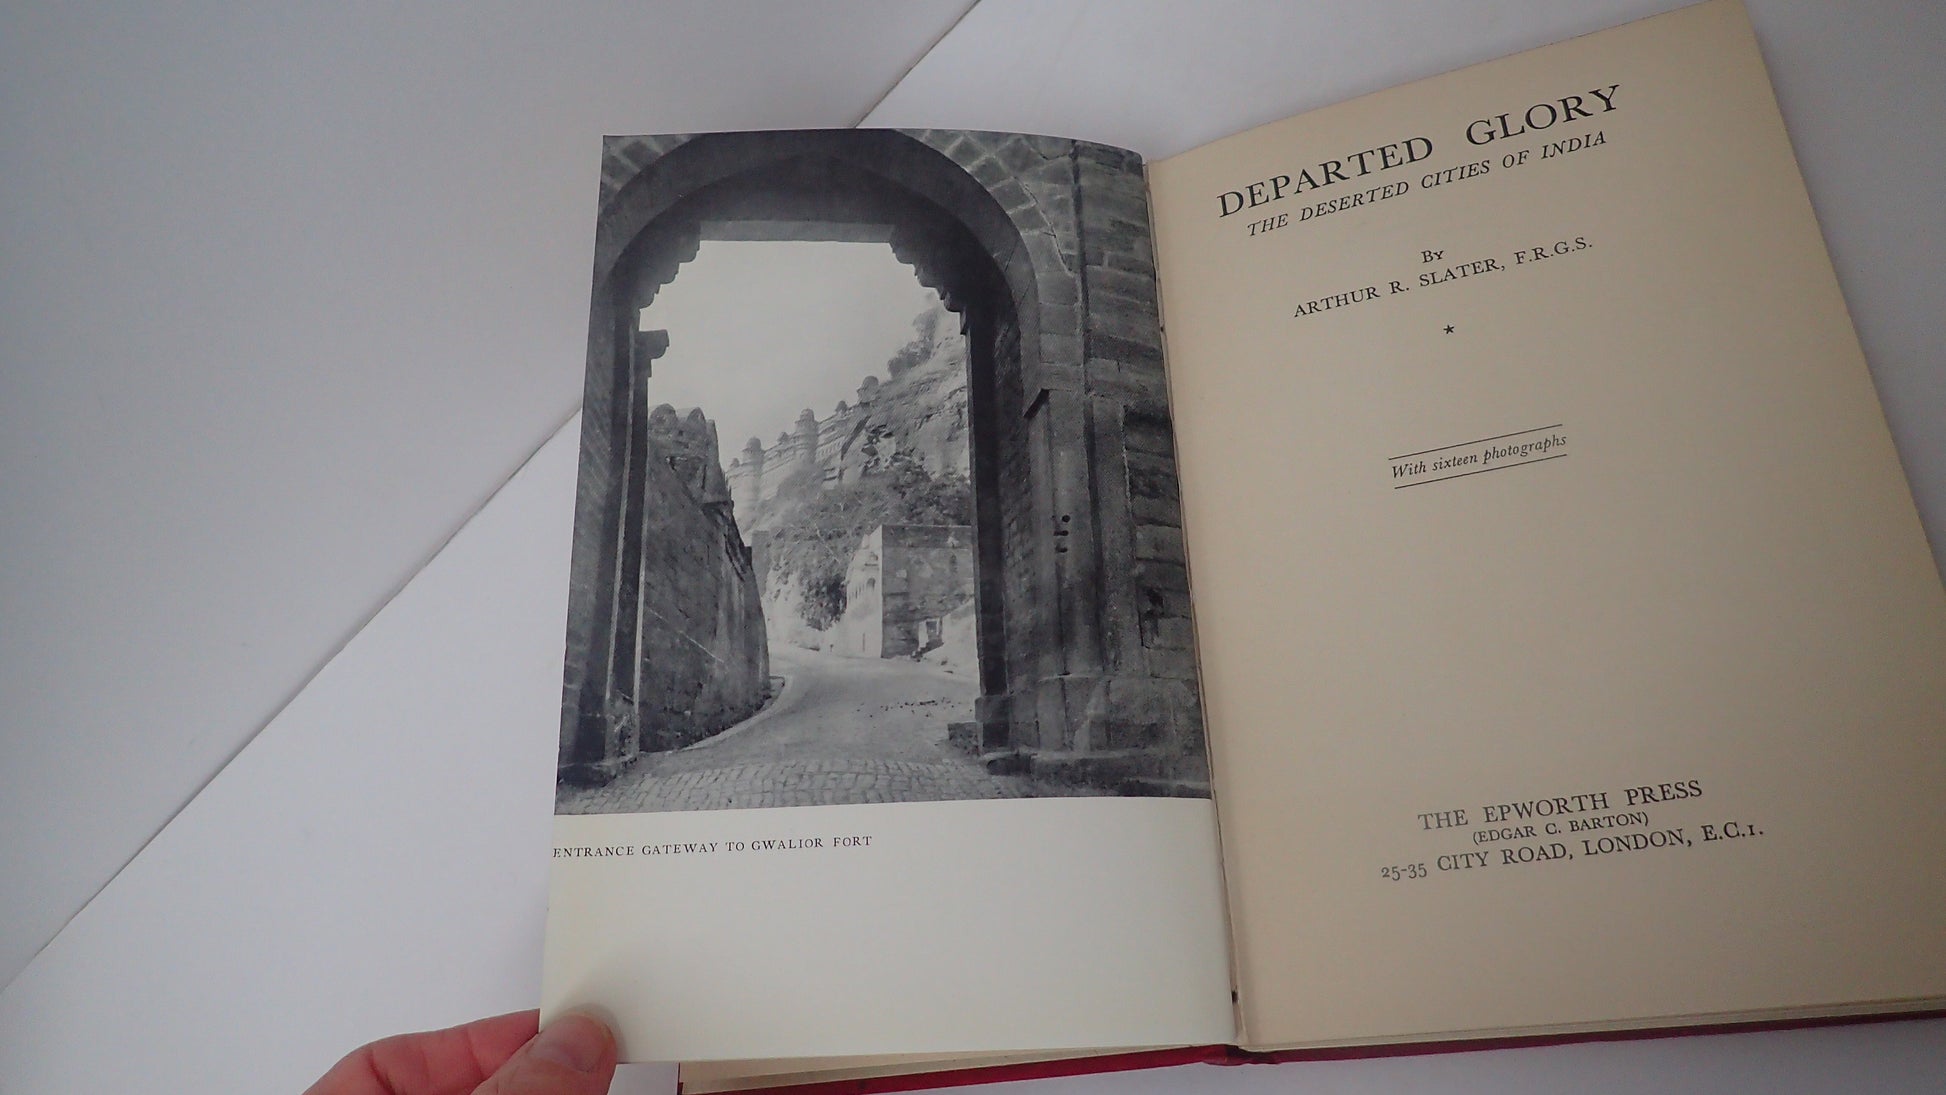 ENTRANCE GATEWAY TO GWALIOR FORT
DEPARTED GLORY
THE DESERTED CITIES OF INDIA
By
ARTHUR R. SLATER, F.R.G.S.
With sixteen photographs
THE EPWORTH PRESS
(EDGAR C. BARTON)
25-35 CITY ROAD, LONDON, E.C.1.